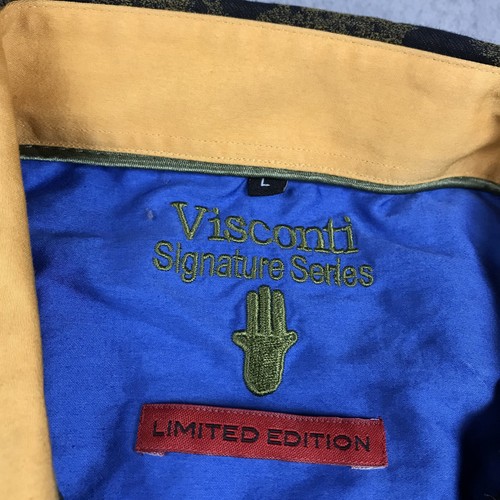 L
Visconti
Signature Series
LIMITED EDITION